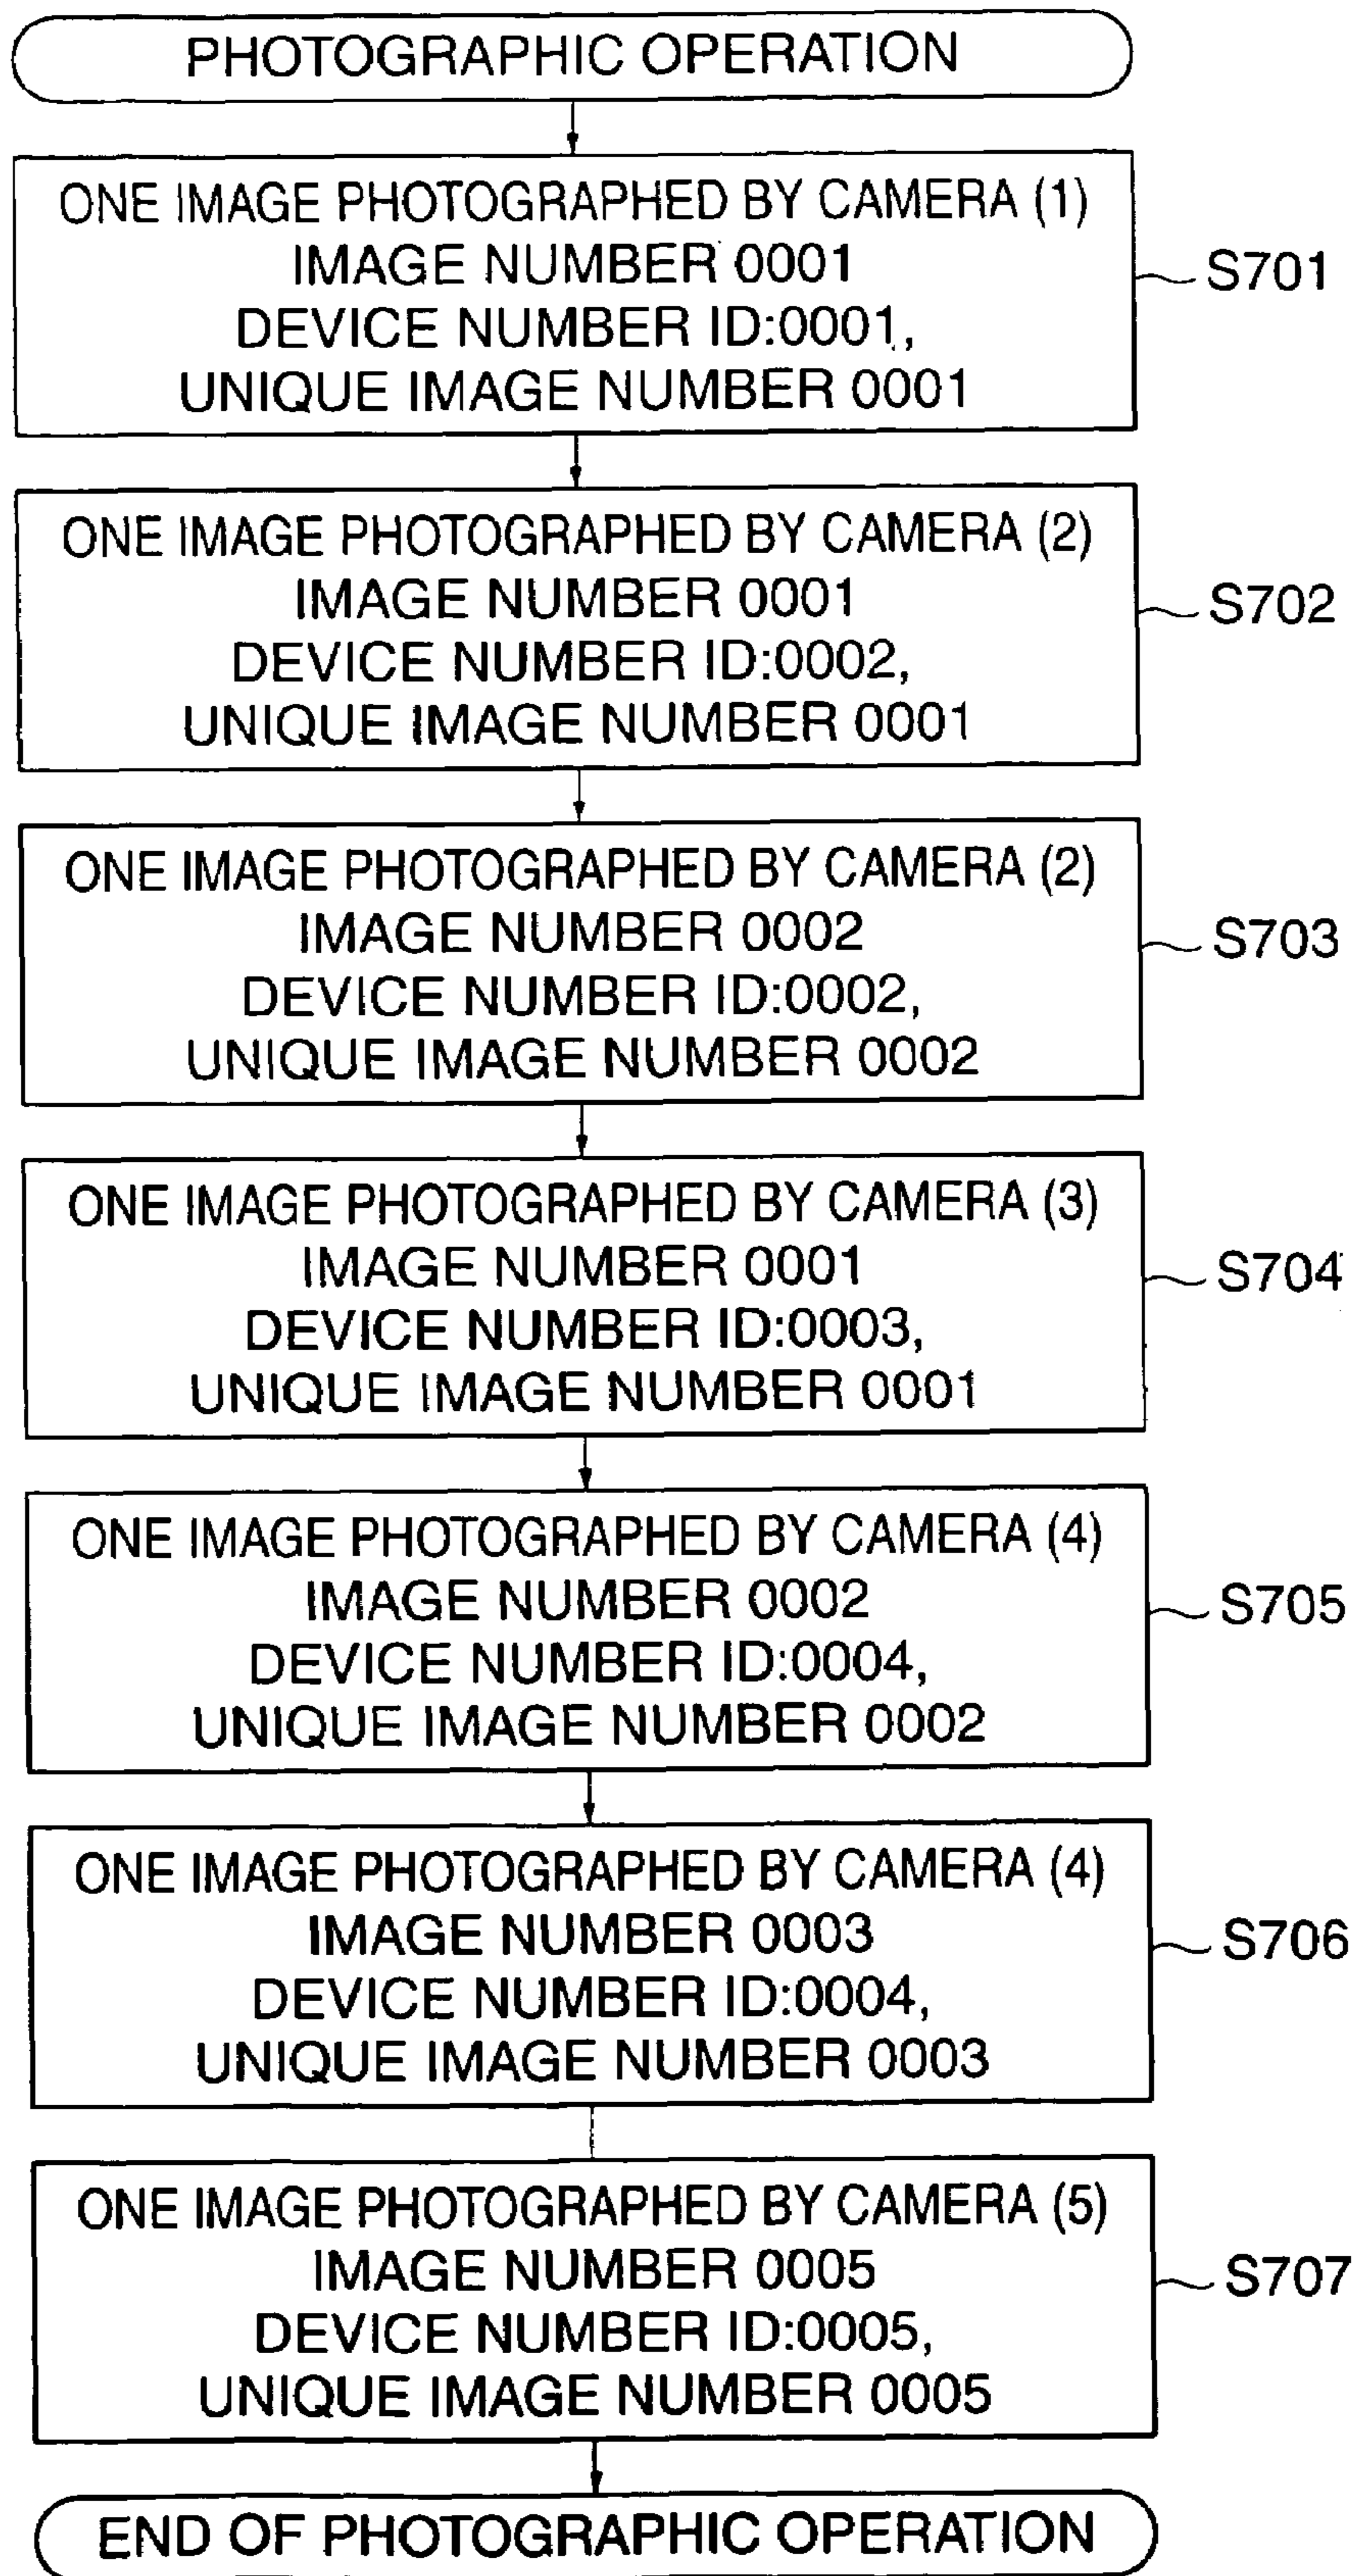 PHOTOGRAPHIC OPERATION
ONE IMAGE PHOTOGRAPHED BY CAMERA (1)
IMAGE NUMBER 0001
DEVICE NUMBER ID:0001,
UNIQUE IMAGE NUMBER 0001
S701
ONE IMAGE PHOTOGRAPHED BY CAMERA (2)
IMAGE NUMBER 0001
DEVICE NUMBER ID:0002,
UNIQUE IMAGE NUMBER 0001
S702
ONE IMAGE PHOTOGRAPHED BY CAMERA (2)
IMAGE NUMBER 0002
DEVICE NUMBER ID:0002,
UNIQUE IMAGE NUMBER 0002
S703
ONE IMAGE PHOTOGRAPHED BY CAMERA (3)
IMAGE NUMBER 0001
DEVICE NUMBER ID:0003,
UNIQUE IMAGE NUMBER 0001
S704
ONE IMAGE PHOTOGRAPHED BY CAMERA (4)
IMAGE NUMBER 0002
DEVICE NUMBER ID:0004,
UNIQUE IMAGE NUMBER 0002
S705
ONE IMAGE PHOTOGRAPHED BY CAMERA (4)
IMAGE NUMBER 0003
DEVICE NUMBER ID:0004,
UNIQUE IMAGE NUMBER 0003
S706
ONE IMAGE PHOTOGRAPHED BY CAMERA (5)
IMAGE NUMBER 0005
DEVICE NUMBER ID:0005,
UNIQUE IMAGE NUMBER 0005
S707
END OF PHOTOGRAPHIC OPERATION